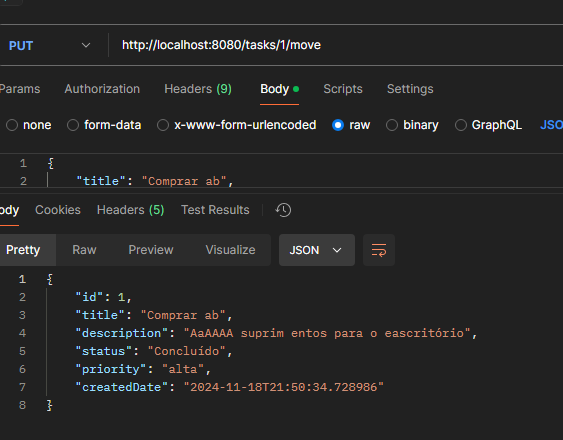 PUT http://localhost:8080/tasks/1/move
Params Authorization Headers (9) Body Scripts Settings
none form-data x-www-form-urlencoded raw binary GraphQL JSO
1 {
2 "title": "Comprar ab",
ody Cookies Headers (5) Test Results
Pretty Raw Preview Visualize JSON
1 {
2 "id": 1,
3 "title": "Comprar ab",
4 "description": "AaAAAA suprim entos para o eascritório",
5 "status": "Concluído",
6 "priority": "alta",
7 "createdDate": "2024-11-18T21:50:34.728986"
8 }